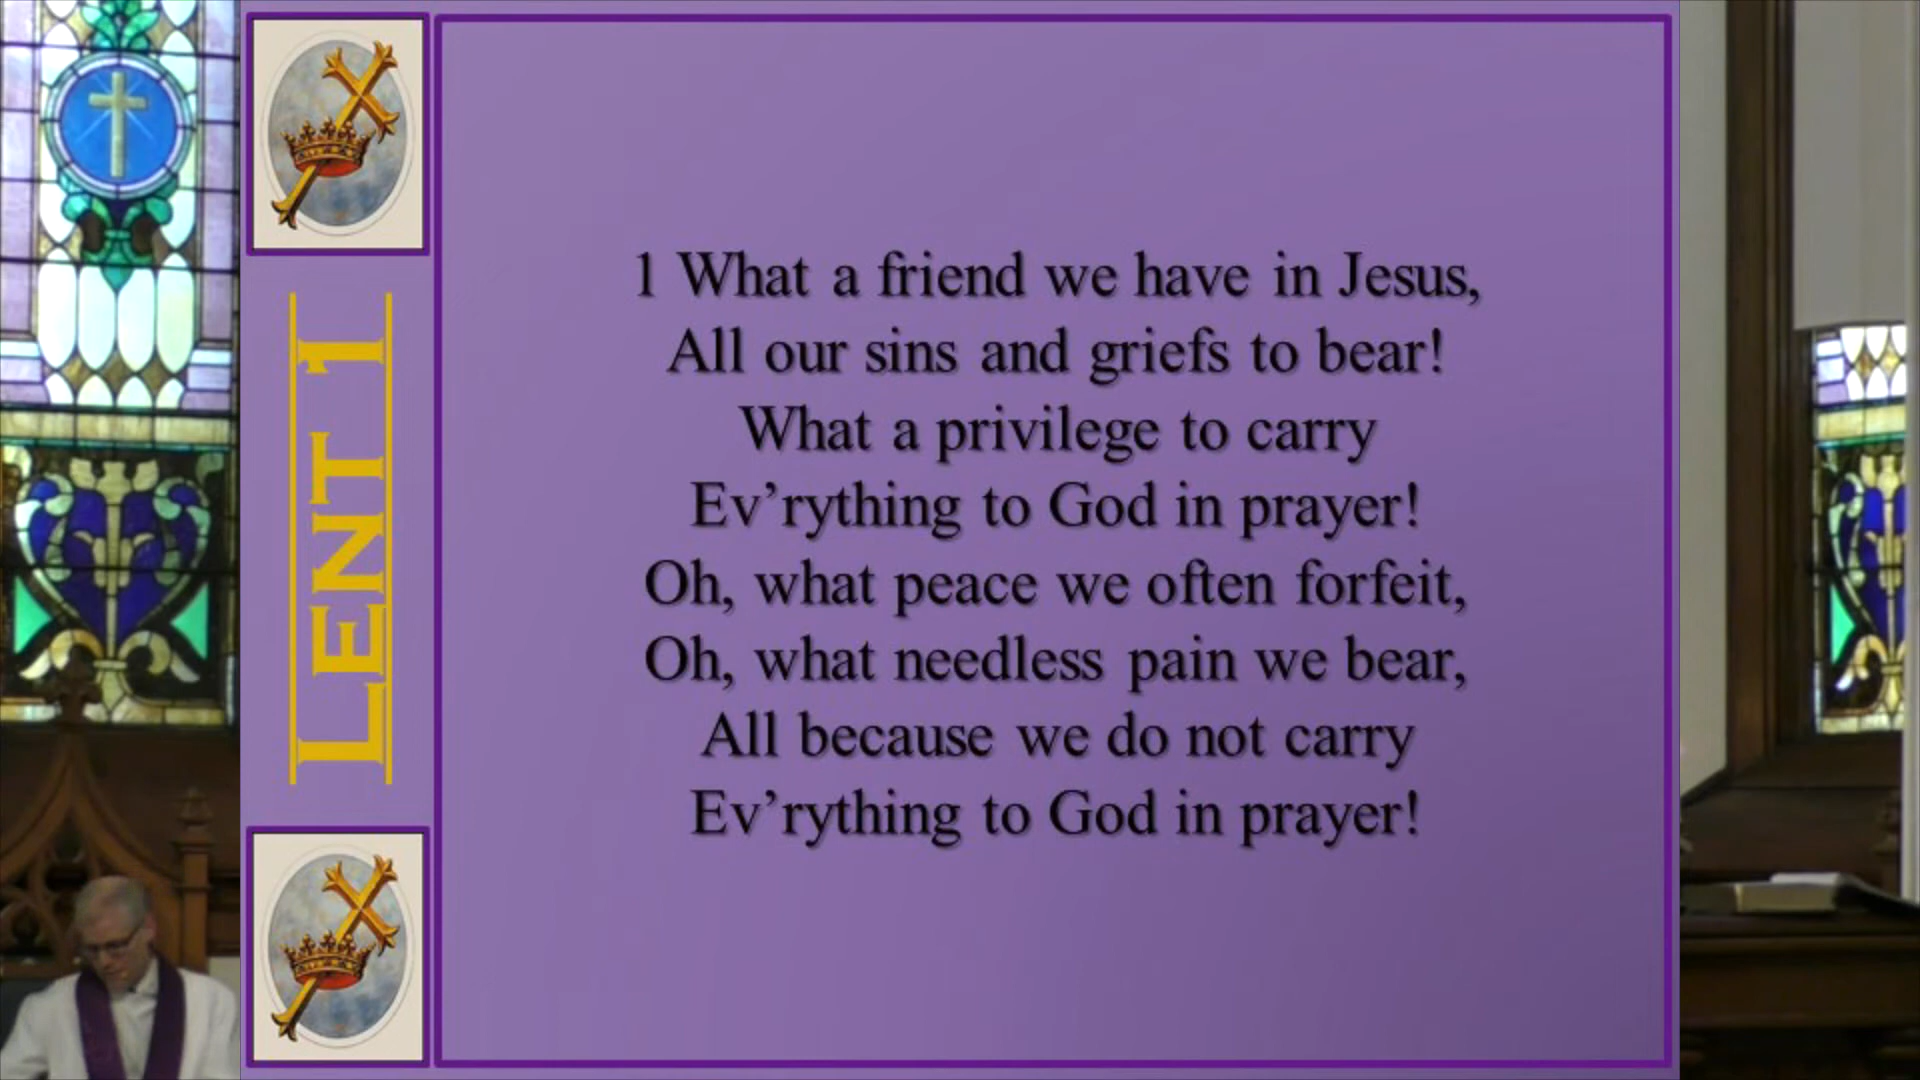 LENT 1
1 What a friend we have in Jesus,
All our sins and griefs to bear!
What a privilege to carry
Ev’rything to God in prayer!
Oh, what peace we often forfeit,
Oh, what needless pain we bear,
All because we do not carry
Ev’rything to God in prayer!